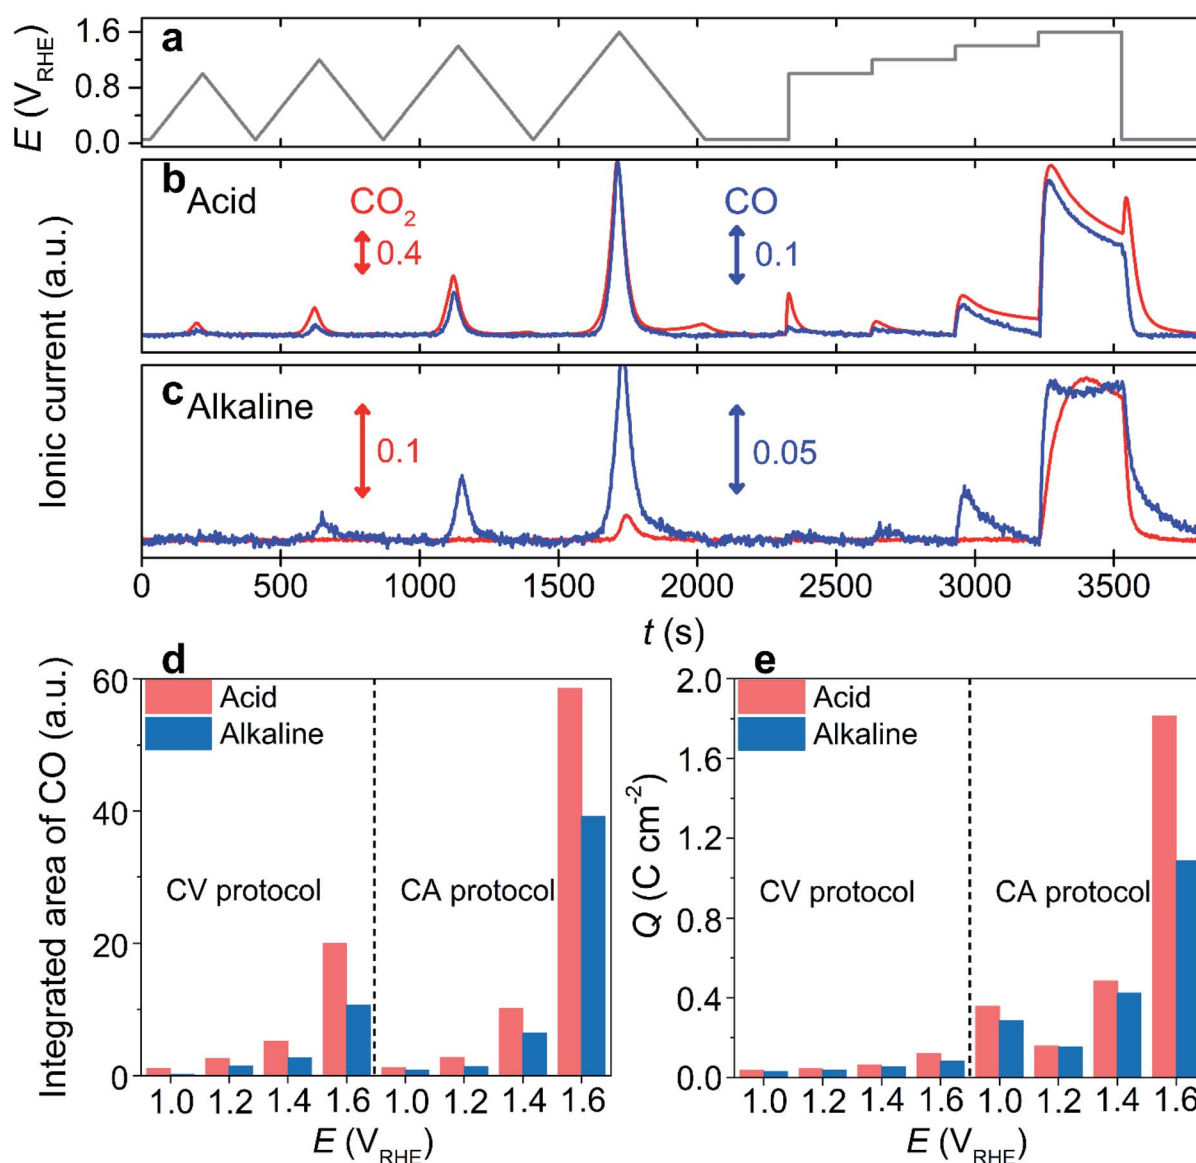 a
E (V_RHE)
1.6
0.8
0.0
b
Acid
CO₂
0.4
CO
0.1
Ionic current (a.u.)
c
Alkaline
0.1
0.05
0 500 1000 1500 2000 2500 3000 3500
t (s)
d
Integrated area of CO (a.u.)
60
40
20
0
Acid
Alkaline
CV protocol
CA protocol
1.0 1.2 1.4 1.6 1.0 1.2 1.4 1.6
E (V_RHE)
e
Q (C cm⁻²)
2.0
1.6
1.2
0.8
0.4
0.0
Acid
Alkaline
CV protocol
CA protocol
1.0 1.2 1.4 1.6 1.0 1.2 1.4 1.6
E (V_RHE)